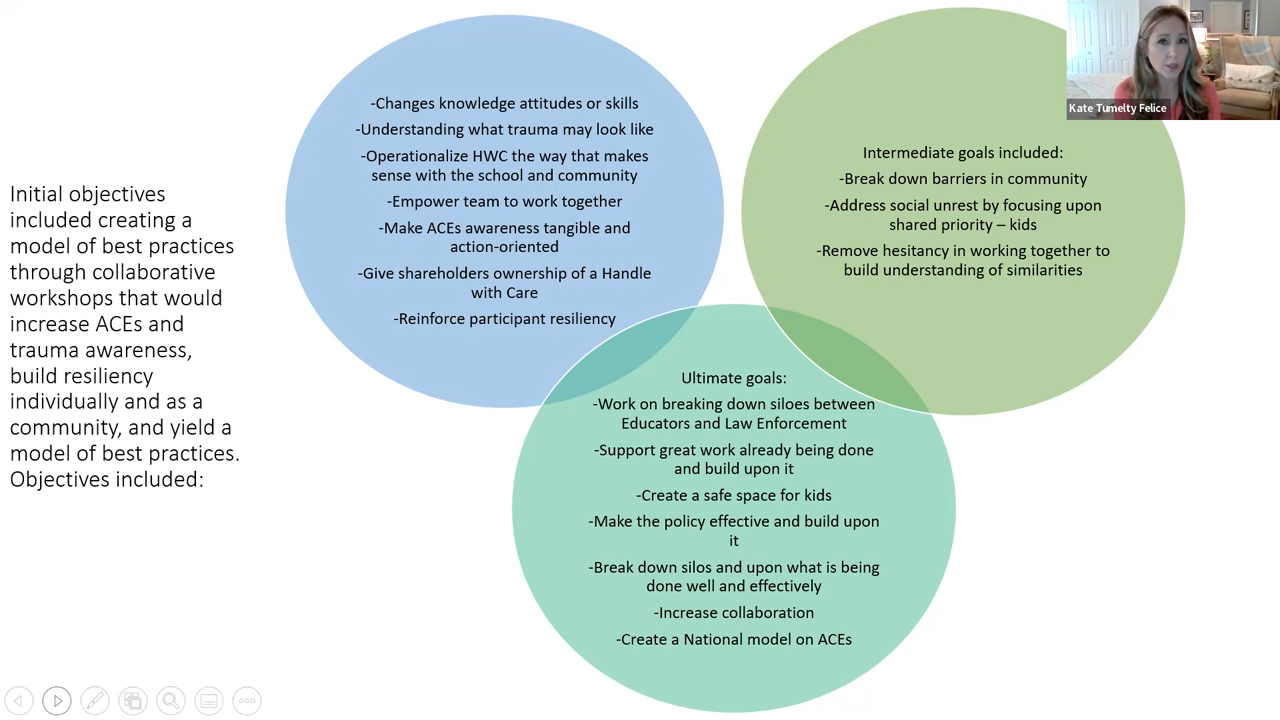 Initial objectives
included creating a
model of best practices
through collaborative
workshops that would
increase ACEs and
trauma awareness,
build resiliency
individually and as a
community, and yield a
model of best practices.
Objectives included:
-Changes knowledge attitudes or skills
-Understanding what trauma may look like
-Operationalize HWC the way that makes
sense with the school and community
-Empower team to work together
-Make ACEs awareness tangible and
action-oriented
-Give shareholders ownership of a Handle
with Care
-Reinforce participant resiliency
Intermediate goals included:
-Break down barriers in community
-Address social unrest by focusing upon
shared priority – kids
-Remove hesitancy in working together to
build understanding of similarities
Ultimate goals:
-Work on breaking down siloes between
Educators and Law Enforcement
-Support great work already being done
and build upon it
-Create a safe space for kids
-Make the policy effective and build upon
it
-Break down silos and upon what is being
done well and effectively
-Increase collaboration
-Create a National model on ACEs
Kate Tumelty Felice